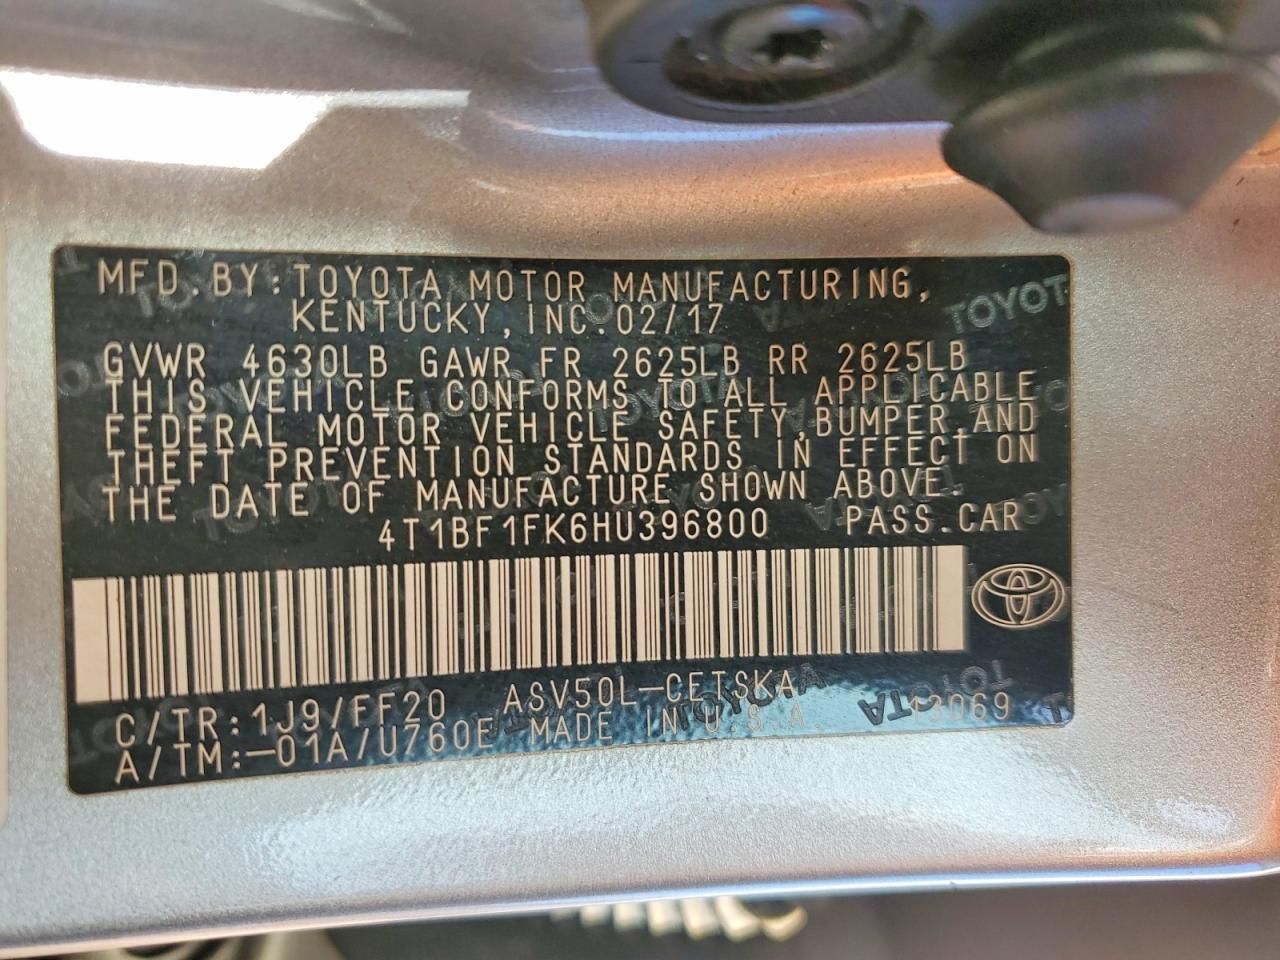 MFD.BY:TOYOTA MOTOR MANUFACTURING,
KENTUCKY,INC.02/17
GVWR 4630LB GAWR FR 2625LB RR 2625LB
THIS VEHICLE CONFORMS TO ALL APPLICABLE
FEDERAL MOTOR VEHICLE SAFETY,BUMPER,AND
THEFT PREVENTION STANDARDS IN EFFECT ON
THE DATE OF MANUFACTURE SHOWN ABOVE.
4T1BF1FK6HU396800 PASS.CAR
C/TR:1J9/FF20 ASV50L-CETSKA
A/TM:-01A/U760E MADE IN U.S.A. 13069